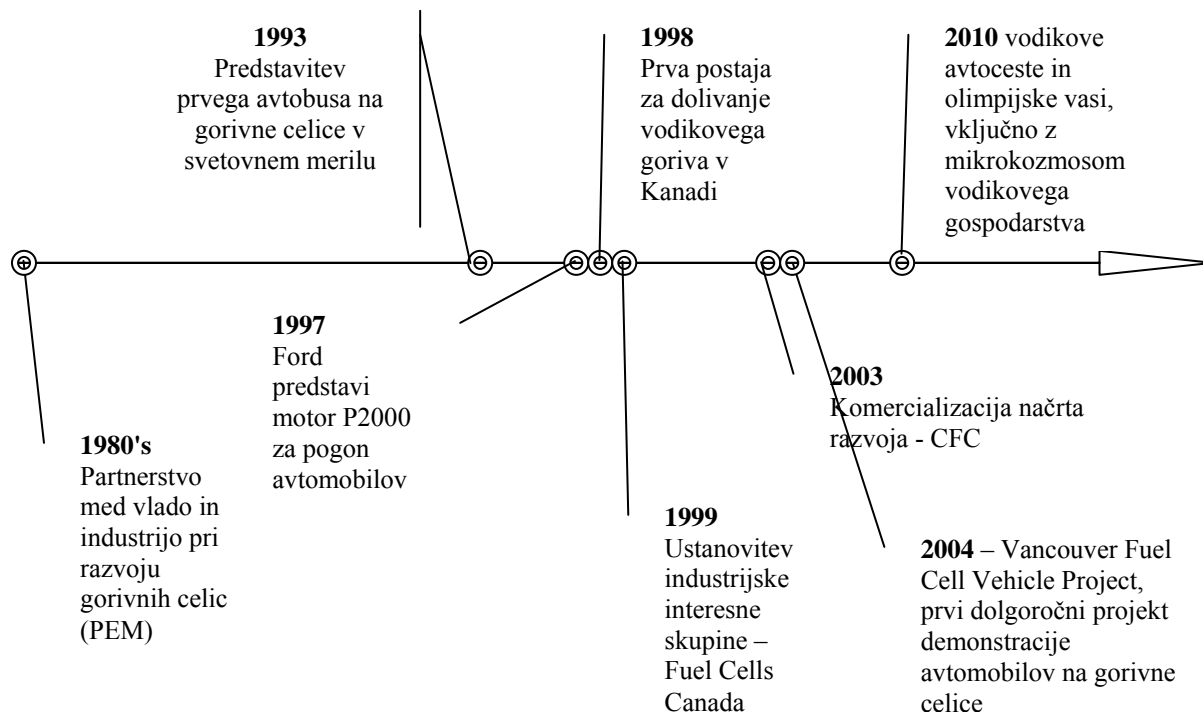 1993
Predstavitev
prvega avtobusa na
gorivne celice v
svetovnem merilu
1998
Prva postaja
za dolivanje
vodikovega
goriva v
Kanadi
2010 vodikove
avtoceste in
olimpijske vasi,
vključno z
mikrokozmosom
vodikovega
gospodarstva
1980's
Partnerstvo
med vlado in
industrijo pri
razvoju
gorivnih celic
(PEM)
1997
Ford
predstavi
motor P2000
za pogon
avtomobilov
1999
Ustanovitev
industrijske
interesne
skupine –
Fuel Cells
Canada
2003
Komercializacija načrta
razvoja - CFC
2004 – Vancouver Fuel
Cell Vehicle Project,
prvi dolgoročni projekt
demonstracije
avtomobilov na gorivne
celice